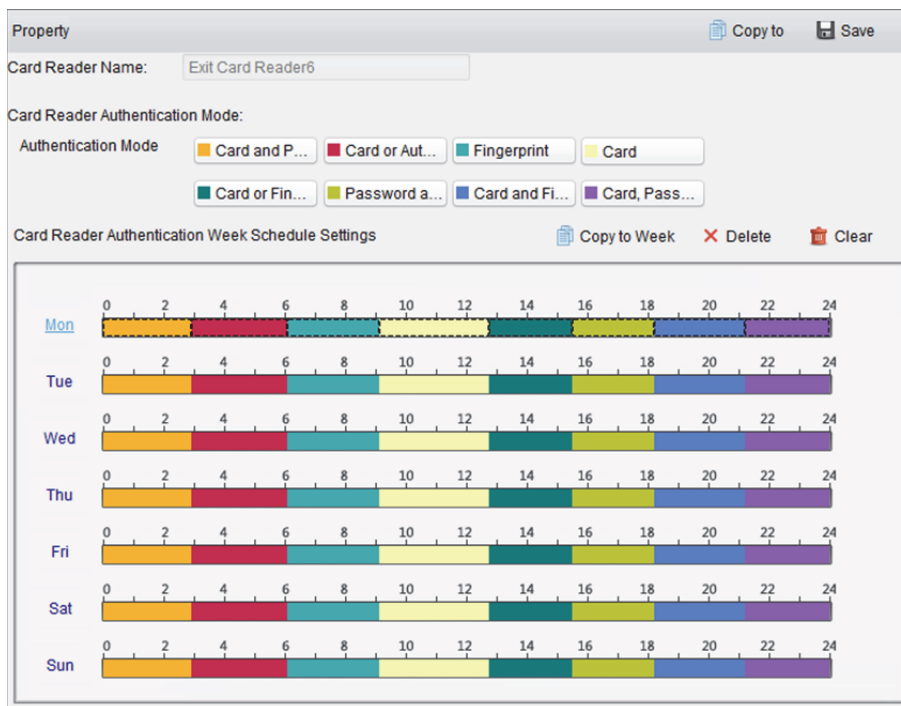 Property Copy to Save
Card Reader Name: Exit Card Reader6
Card Reader Authentication Mode:
Authentication Mode Card and P... Card or Aut... Fingerprint Card
Card or Fin... Password a... Card and Fi... Card, Pass...
Card Reader Authentication Week Schedule Settings Copy to Week Delete Clear
0 2 4 6 8 10 12 14 16 18 20 22 24
Mon
0 2 4 6 8 10 12 14 16 18 20 22 24
Tue
0 2 4 6 8 10 12 14 16 18 20 22 24
Wed
0 2 4 6 8 10 12 14 16 18 20 22 24
Thu
0 2 4 6 8 10 12 14 16 18 20 22 24
Fri
0 2 4 6 8 10 12 14 16 18 20 22 24
Sat
0 2 4 6 8 10 12 14 16 18 20 22 24
Sun